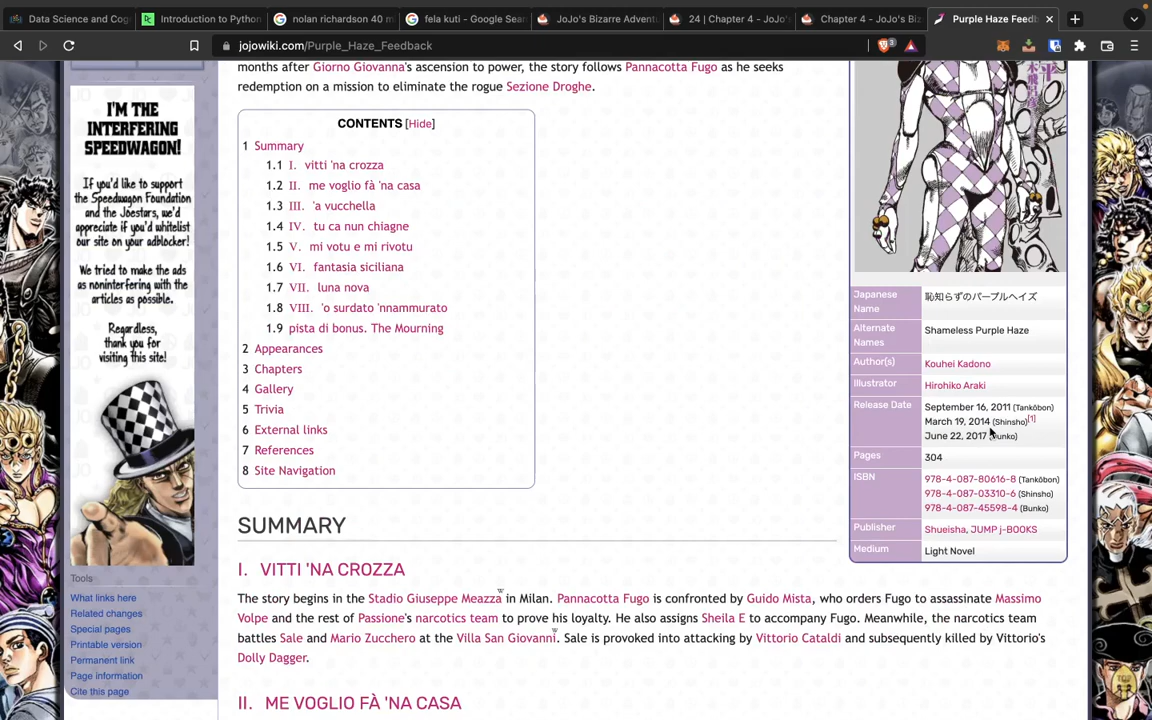 Data Science and Cog
Introduction to Python
nolan richardson 40 m
fela kuti - Google Sear
JoJo's Bizarre Adventu
24 | Chapter 4 - JoJo's
Chapter 4 - JoJo's Biz
Purple Haze Feedb
jojowiki.com/Purple_Haze_Feedback
months after Giorno Giovanna's ascension to power, the story follows Pannacotta Fugo as he seeks
redemption on a mission to eliminate the rogue Sezione Droghe.
I'M THE
INTERFERING
SPEEDWAGON!
If you'd like to support
the Speedwagon Foundation
and the Joestars, we'd
appreciate if you'd whitelist
our site on your adblocker!
We tried to make the ads
as noninterfering with the
articles as possible.
Regardless,
thank you for
visiting this site!
Tools
What links here
Related changes
Special pages
Printable version
Permanent link
Page information
Cite this page
CONTENTS [Hide]
1 Summary
1.1 I. vitti 'na crozza
1.2 II. me voglio fà 'na casa
1.3 III. 'a vucchella
1.4 IV. tu ca nun chiagne
1.5 V. mi votu e mi rivotu
1.6 VI. fantasia siciliana
1.7 VII. luna nova
1.8 VIII. 'o surdato 'nnammurato
1.9 pista di bonus. The Mourning
2 Appearances
3 Chapters
4 Gallery
5 Trivia
6 External links
7 References
8 Site Navigation
Japanese Name 恥知らずのパープルヘイズ
Alternate Names Shameless Purple Haze
Author(s) Kouhei Kadono
Illustrator Hirohiko Araki
Release Date September 16, 2011 (Tankōbon)
March 19, 2014 (Shinsho)[1]
June 22, 2017 (Bunko)
Pages 304
ISBN 978-4-087-80616-8 (Tankōbon)
978-4-087-03310-6 (Shinsho)
978-4-087-45598-4 (Bunko)
Publisher Shueisha, JUMP j-BOOKS
Medium Light Novel
SUMMARY
I. VITTI 'NA CROZZA
The story begins in the Stadio Giuseppe Meazza in Milan. Pannacotta Fugo is confronted by Guido Mista, who orders Fugo to assassinate Massimo
Volpe and the rest of Passione's narcotics team to prove his loyalty. He also assigns Sheila E to accompany Fugo. Meanwhile, the narcotics team
battles Sale and Mario Zucchero at the Villa San Giovanni. Sale is provoked into attacking by Vittorio Cataldi and subsequently killed by Vittorio's
Dolly Dagger.
II. ME VOGLIO FÀ 'NA CASA